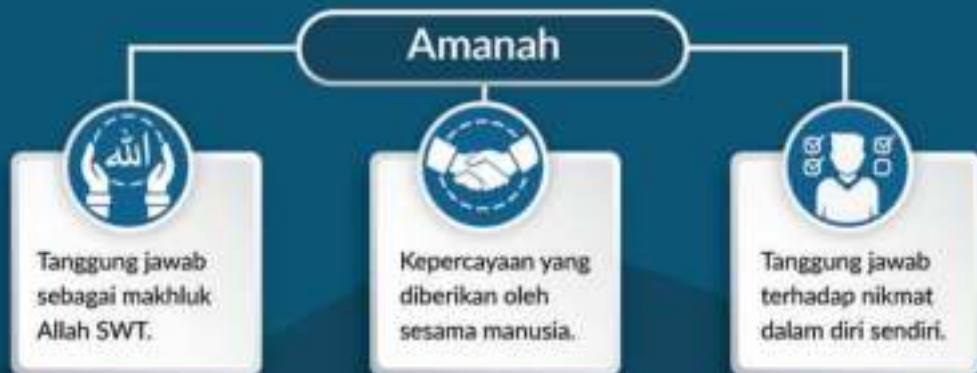 Amanah
الله
Tanggung jawab
sebagai makhluk
Allah SWT.
Kepercayaan yang
diberikan oleh
sesama manusia.
Tanggung jawab
terhadap nikmat
dalam diri sendiri.